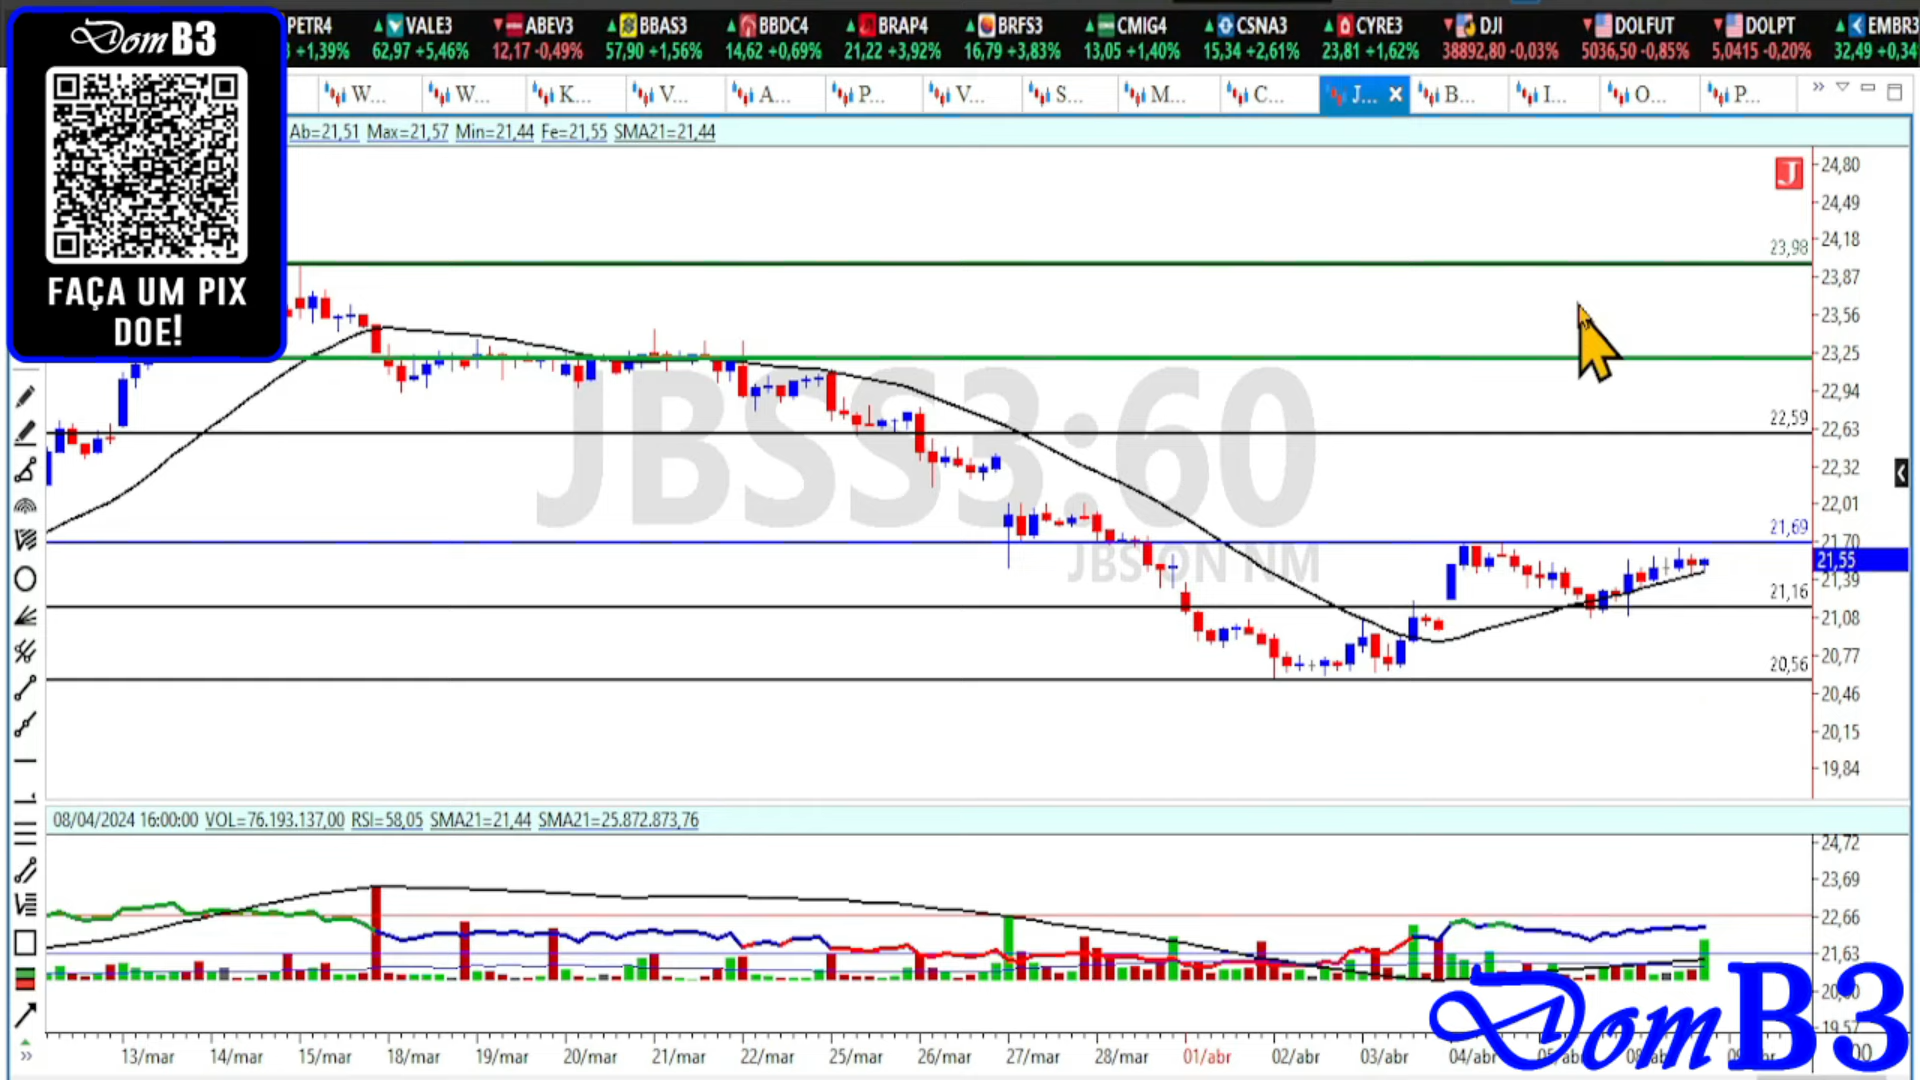 Dom B3
FAÇA UM PIX
DOE!
PETR4 VALE3 ABEV3 BBAS3 BBDC4 BRAP4 BRFS3 CMIG4 CSNA3 CYRE3 DJI DOLFUT DOLPT EMBR3
+1,39% 62,97 +5,46% 12,17 -0,49% 57,90 +1,56% 14,62 +0,69% 21,22 +3,92% 16,79 +3,83% 13,05 +1,40% 15,34 +2,61% 23,81 +1,62% 38892,80 -0,03% 5036,50 -0,85% 5,0415 -0,20% 32,49 +0,34
W... W... K... V... A... P... V... S... M... C... J... B... I... O... P...
Ab=21,51 Max=21,57 Min=21,44 Fe=21,55 SMA21=21,44
J
JBSS3:60
JBS ON NM
23,98
22,59
21,69
21,16
20,56
24,80
24,49
24,18
23,87
23,56
23,25
22,94
22,63
22,32
22,01
21,70
21,55
21,39
21,08
20,77
20,46
20,15
19,84
08/04/2024 16:00:00 VOL=76.193.137,00 RSI=58,05 SMA21=21,44 SMA21=25.872.873,76
24,72
23,69
22,66
21,63
19,57
13/mar 14/mar 15/mar 18/mar 19/mar 20/mar 21/mar 22/mar 25/mar 26/mar 27/mar 28/mar 01/abr 02/abr 03/abr 04/abr
Dom B3